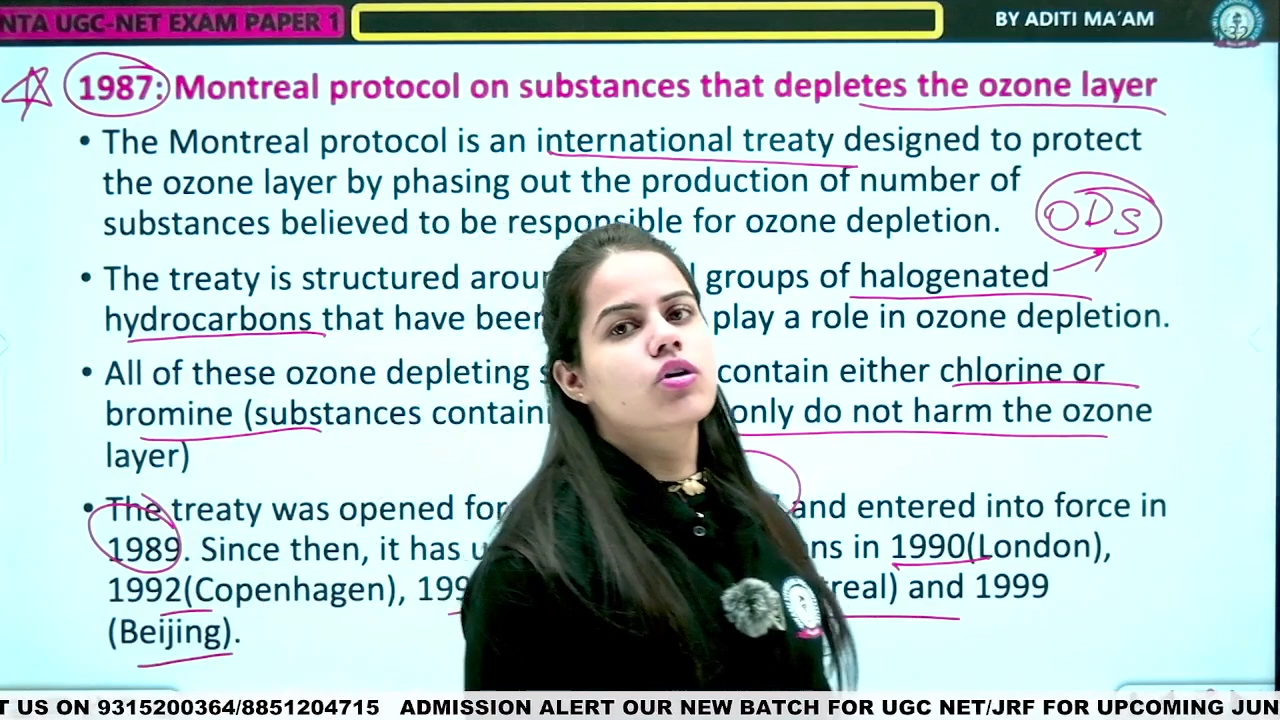 NTA UGC-NET EXAM PAPER 1
BY ADITI MA'AM
1987: Montreal protocol on substances that depletes the ozone layer
• The Montreal protocol is an international treaty designed to protect
the ozone layer by phasing out the production of number of
substances believed to be responsible for ozone depletion.
ODS
• The treaty is structured groups of halogenated
hydrocarbons that have been play a role in ozone depletion.
• All of these ozone depleting contain either chlorine or
bromine (substances only do not harm the ozone
layer)
• The treaty was opened for and entered into force in
1989. Since then, it has in 1990(London),
1992(Copenhagen), and 1999
(Beijing).
T US ON 9315200364/8851204715 ADMISSION ALERT OUR NEW BATCH FOR UGC NET/JRF FOR UPCOMING JUN